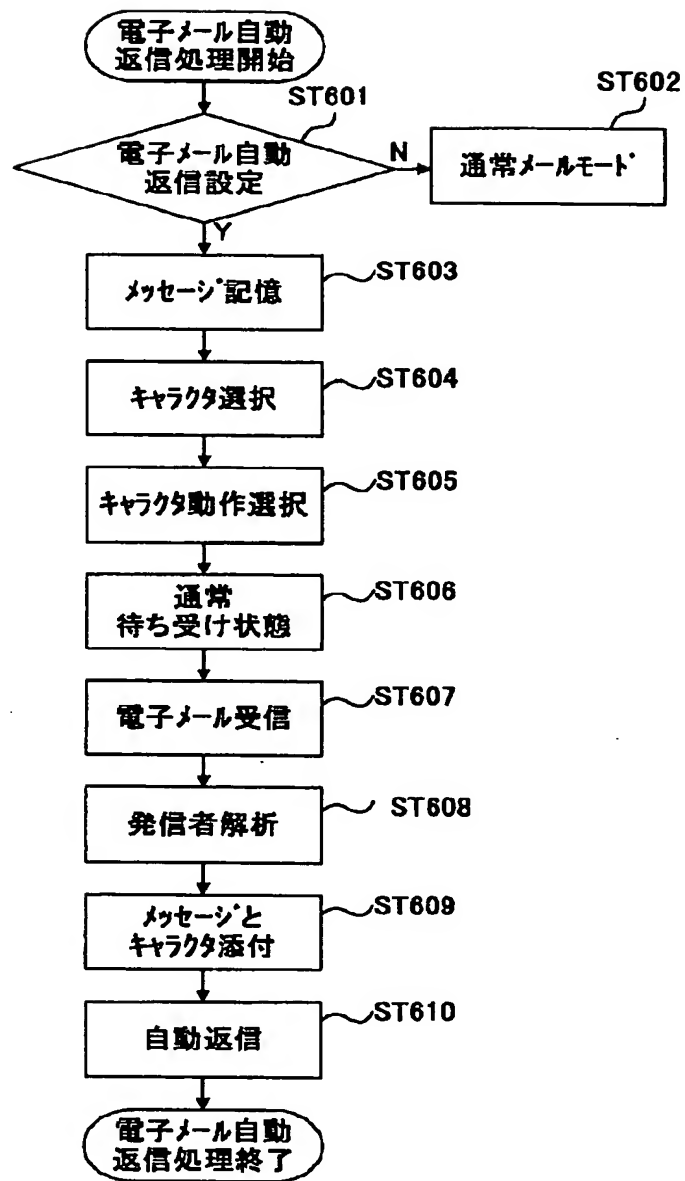 電子メール自動
返信処理開始
ST601
ST602
電子メール自動
返信設定
N
通常メールモード
Y
メッセージ記憶
ST603
キャラクタ選択
ST604
キャラクタ動作選択
ST605
通常
待ち受け状態
ST606
電子メール受信
ST607
発信者解析
ST608
メッセージと
キャラクタ添付
ST609
自動返信
ST610
電子メール自動
返信処理終了